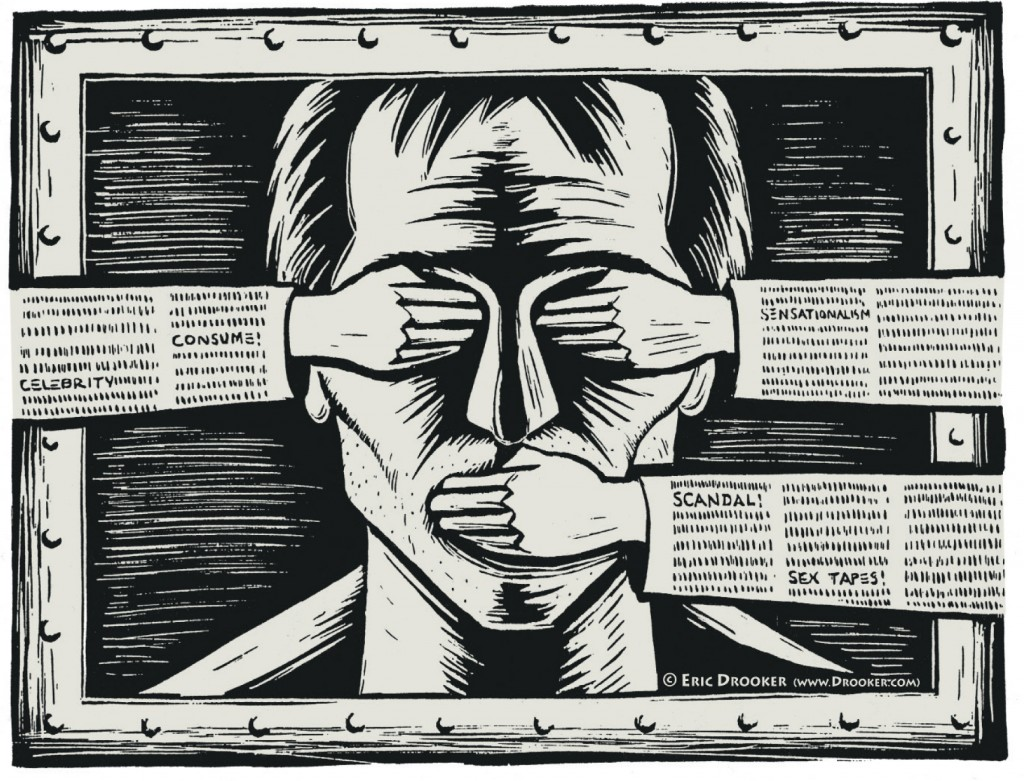 CONSUME!
CELEBRITY
SENSATIONALISM
SCANDAL!
SEX TAPES!
© ERIC DROOKER (WWW.DROOKER.COM)